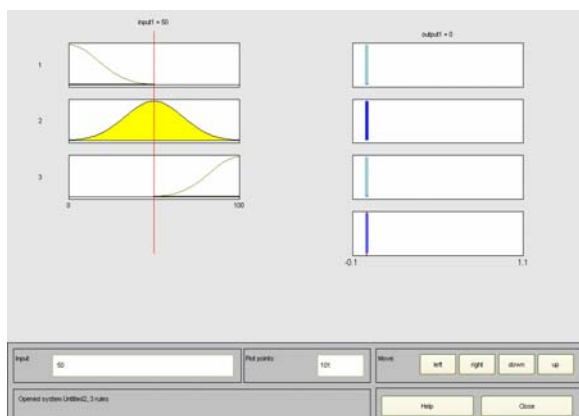 input1 = 50
output1 = 0
1
2
3
0 100
-0.1 1.1
Input: 50
Plot points: 101
Move: left right down up
Opened system Untitled2, 3 rules
Help Close